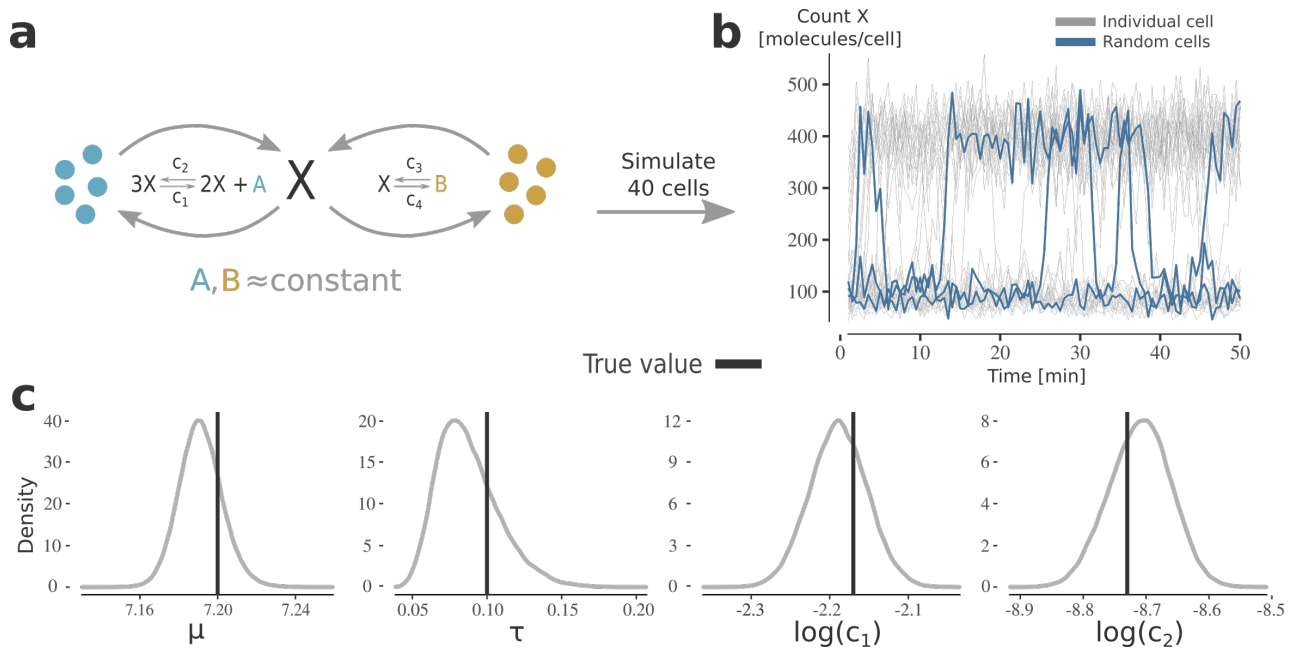 a
3X c2 c1 2X + A
X
X c3 c4 B
A,B≈constant
Simulate
40 cells
b
Count X
[molecules/cell]
Individual cell
Random cells
500
400
300
200
100
0 10 20 30 40 50
Time [min]
True value
c
Density
40
30
20
10
0
7.16 7.20 7.24
μ
20
15
10
5
0
0.05 0.10 0.15 0.20
τ
12
9
6
3
0
-2.3 -2.2 -2.1
log(c1)
8
6
4
2
0
-8.9 -8.8 -8.7 -8.6 -8.5
log(c2)